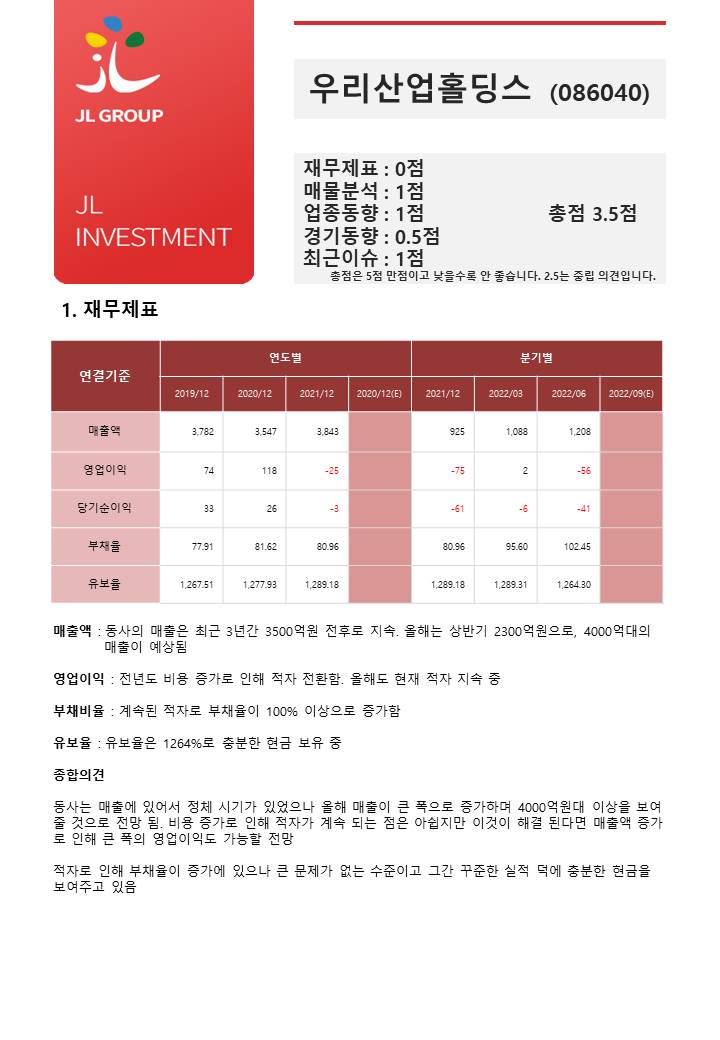 JL GROUP
JL
INVESTMENT
우리산업홀딩스 (086040)
재무제표 : 0점
매물분석 : 1점
업종동향 : 1점 총점 3.5점
경기동향 : 0.5점
최근이슈 : 1점
총점은 5점 만점이고 낮을수록 안 좋습니다. 2.5는 중립 의견입니다.
1. 재무제표
연결기준 연도별 분기별
2019/12 2020/12 2021/12 2020/12(E) 2021/12 2022/03 2022/06 2022/09(E)
매출액 3,782 3,547 3,843 925 1,088 1,208
영업이익 74 118 -25 -75 2 -56
당기순이익 33 26 -3 -61 -6 -41
부채율 77.91 81.62 80.96 80.96 95.60 102.45
유보율 1,267.51 1,277.93 1,289.18 1,289.18 1,289.31 1,264.30
매출액 : 동사의 매출은 최근 3년간 3500억원 전후로 지속. 올해는 상반기 2300억원으로, 4000억대의
매출이 예상됨
영업이익 : 전년도 비용 증가로 인해 적자 전환함. 올해도 현재 적자 지속 중
부채비율 : 계속된 적자로 부채율이 100% 이상으로 증가함
유보율 : 유보율은 1264%로 충분한 현금 보유 중
종합의견
동사는 매출에 있어서 정체 시기가 있었으나 올해 매출이 큰 폭으로 증가하며 4000억원대 이상을 보여
줄 것으로 전망 됨. 비용 증가로 인해 적자가 계속 되는 점은 아쉽지만 이것이 해결 된다면 매출액 증가
로 인해 큰 폭의 영업이익도 가능할 전망
적자로 인해 부채율이 증가에 있으나 큰 문제가 없는 수준이고 그간 꾸준한 실적 덕에 충분한 현금을
보여주고 있음